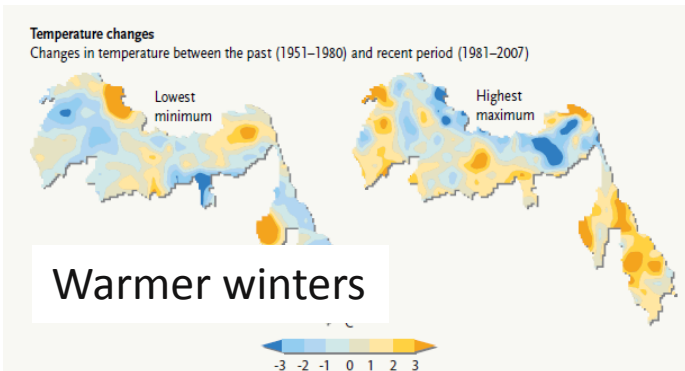 Temperature changes
Changes in temperature between the past (1951–1980) and recent period (1981–2007)
Lowest
minimum
Highest
maximum
Warmer winters
-3 -2 -1 0 1 2 3